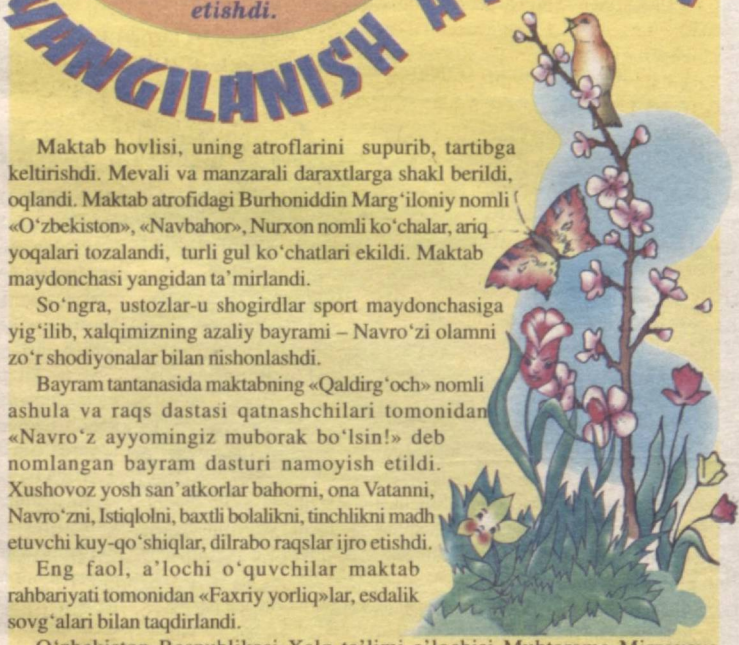 etishdi.
YANGILANISH
Maktab hovlisi, uning atroflarini supurib, tartibga
keltirishdi. Mevali va manzarali daraxtlarga shakl berildi,
oqlandi. Maktab atrofidagi Burhoniddin Marg‘iloniy nomli
«O‘zbekiston», «Navbahor», Nurxon nomli ko‘chalar, ariq
yoqalari tozalandi, turli gul ko‘chatlari ekildi. Maktab
maydonchasi yangidan ta’mirlandi.
So‘ngra, ustozlar-u shogirdlar sport maydonchasiga
yig‘ilib, xalqimizning azaliy bayrami – Navro‘zi olamni
zo‘r shodiyonalar bilan nishonlashdi.
Bayram tantanasida maktabning «Qaldirg‘och» nomli
ashula va raqs dastasi qatnashchilari tomonidan
«Navro‘z ayyomingiz muborak bo‘lsin!» deb
nomlangan bayram dasturi namoyish etildi.
Xushovoz yosh san’atkorlar bahorni, ona Vatanni,
Navro‘zni, Istiqlolni, baxtli bolalikni, tinchlikni madh
etuvchi kuy-qo‘shiqlar, dilrabo raqslar ijro etishdi.
Eng faol, a’lochi o‘quvchilar maktab
rahbariyati tomonidan «Faxriy yorliq»lar, esdalik
sovg‘alari bilan taqdirlandi.